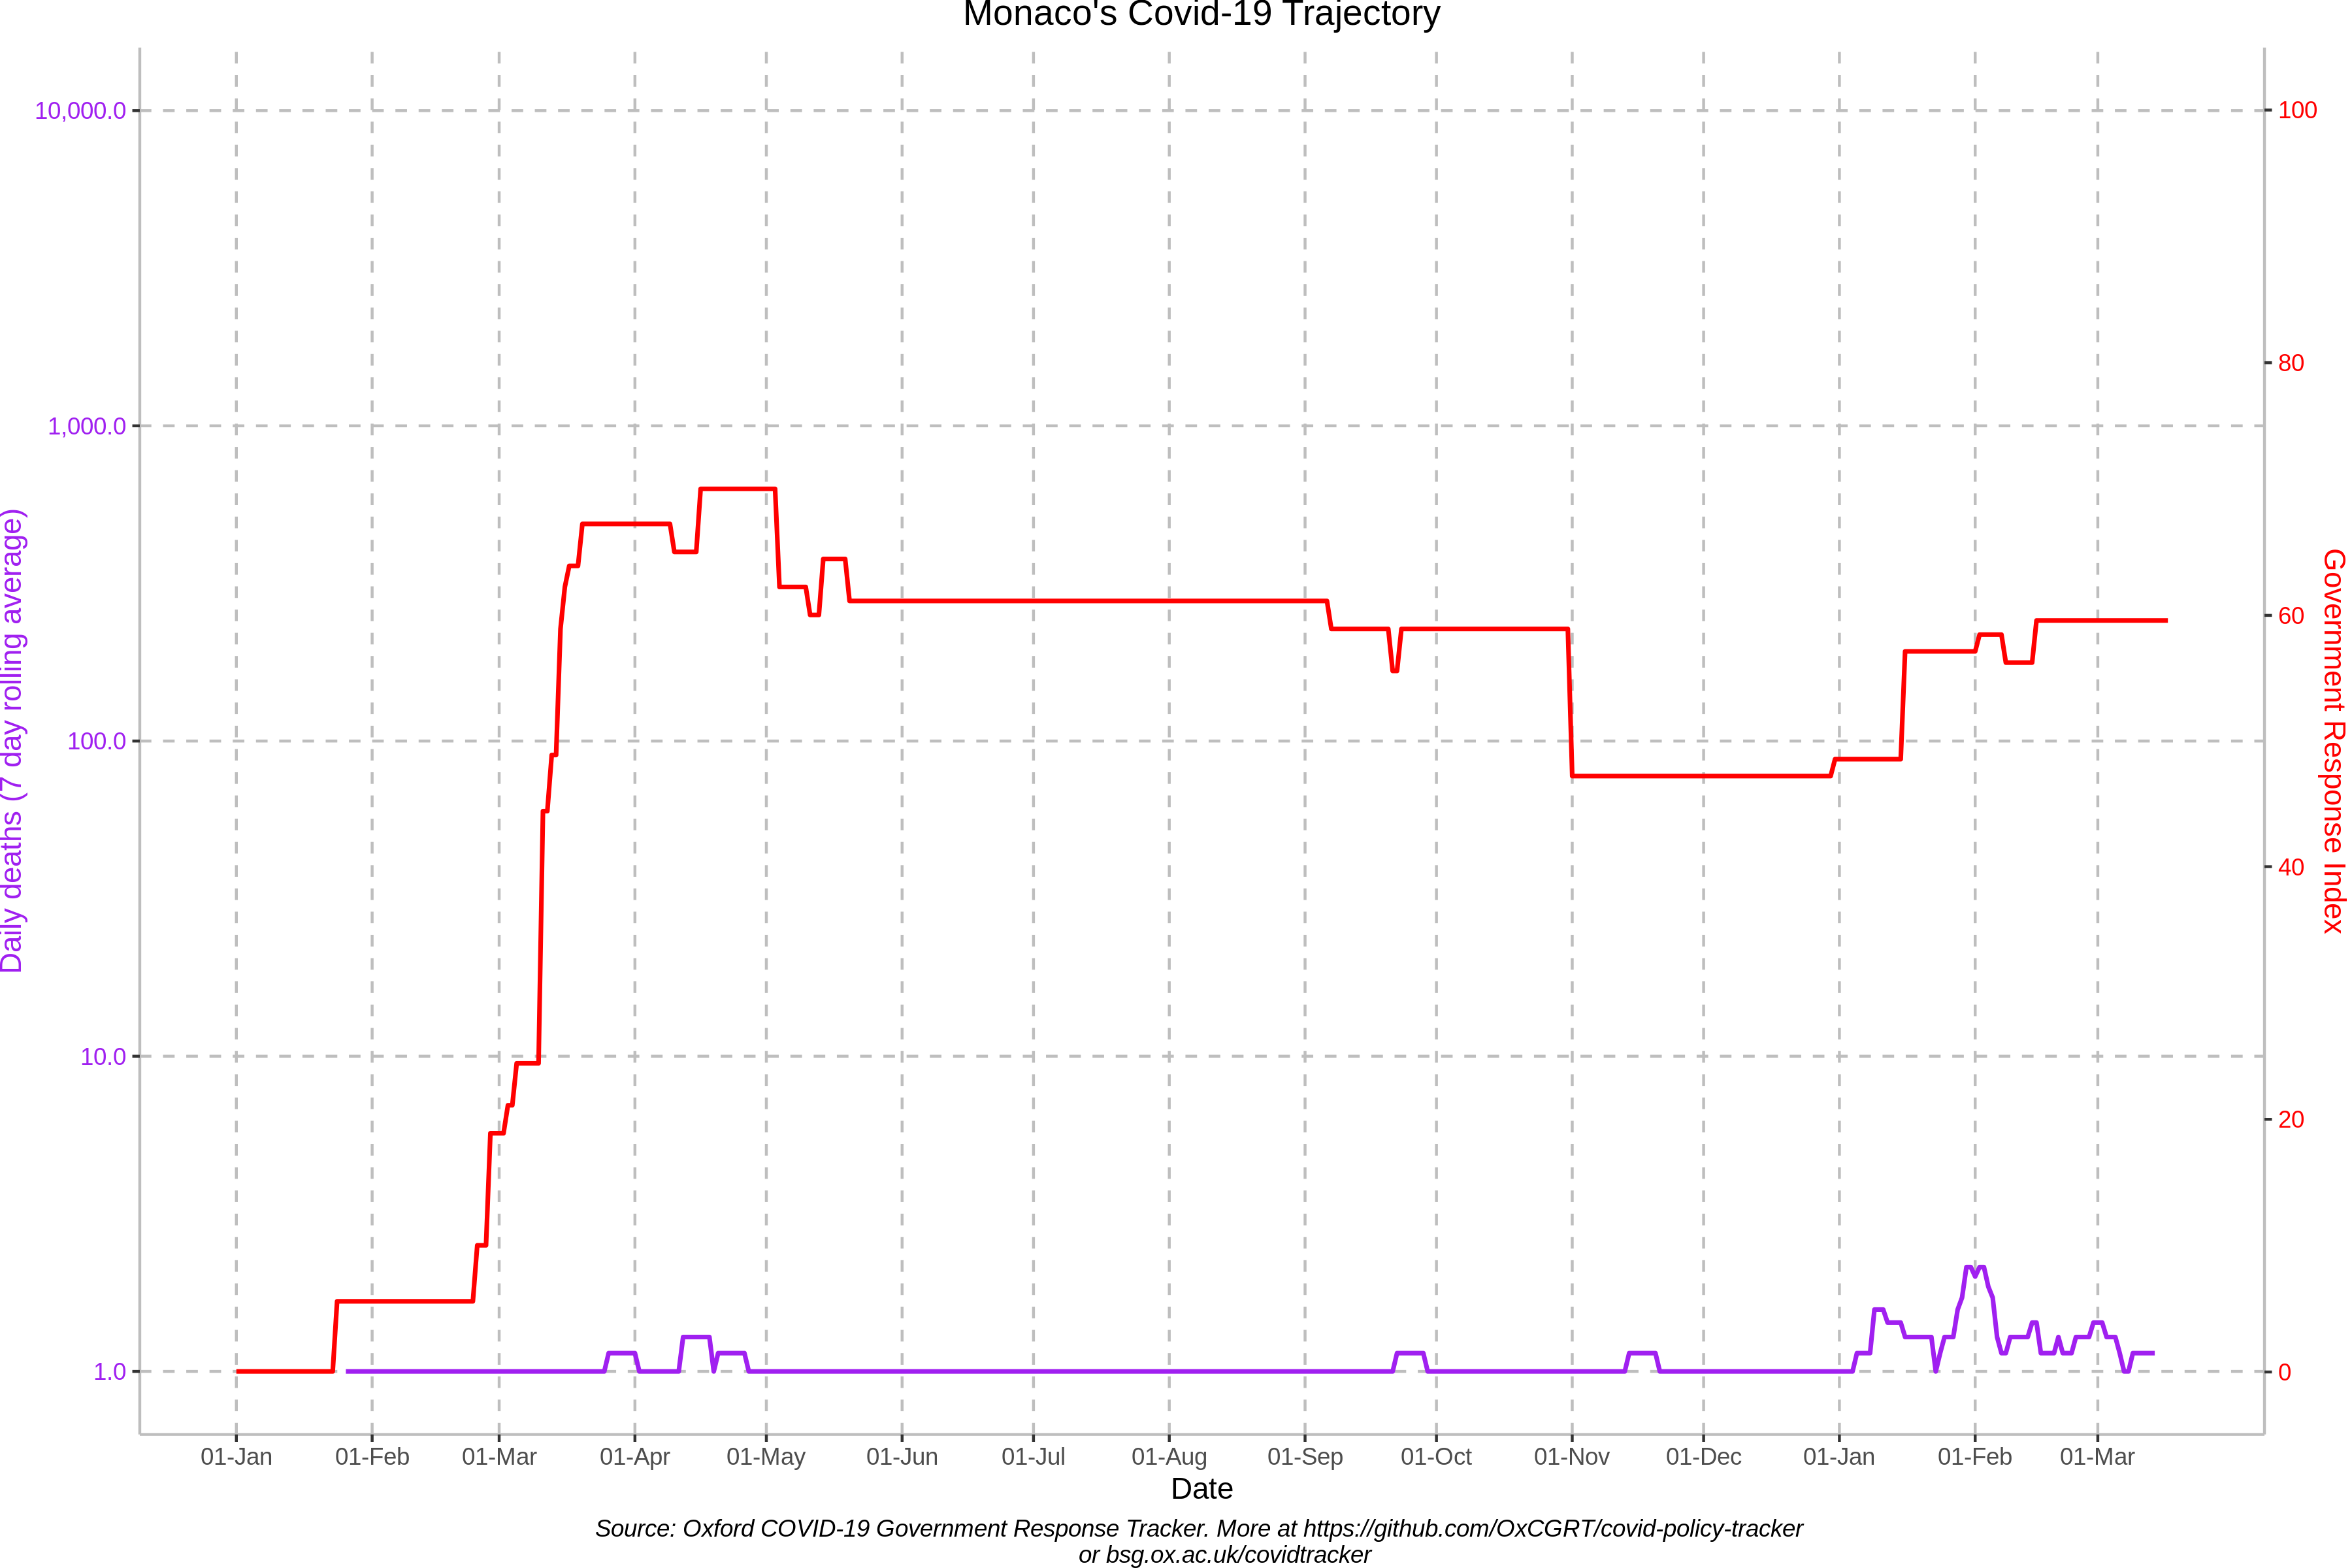 Monaco's Covid-19 Trajectory
10,000.0
1,000.0
100.0
10.0
1.0
Daily deaths (7 day rolling average)
100
80
60
40
20
0
Government Response Index
01-Jan 01-Feb 01-Mar 01-Apr 01-May 01-Jun 01-Jul 01-Aug 01-Sep 01-Oct 01-Nov 01-Dec 01-Jan 01-Feb 01-Mar
Date
Source: Oxford COVID-19 Government Response Tracker. More at https://github.com/OxCGRT/covid-policy-tracker
or bsg.ox.ac.uk/covidtracker